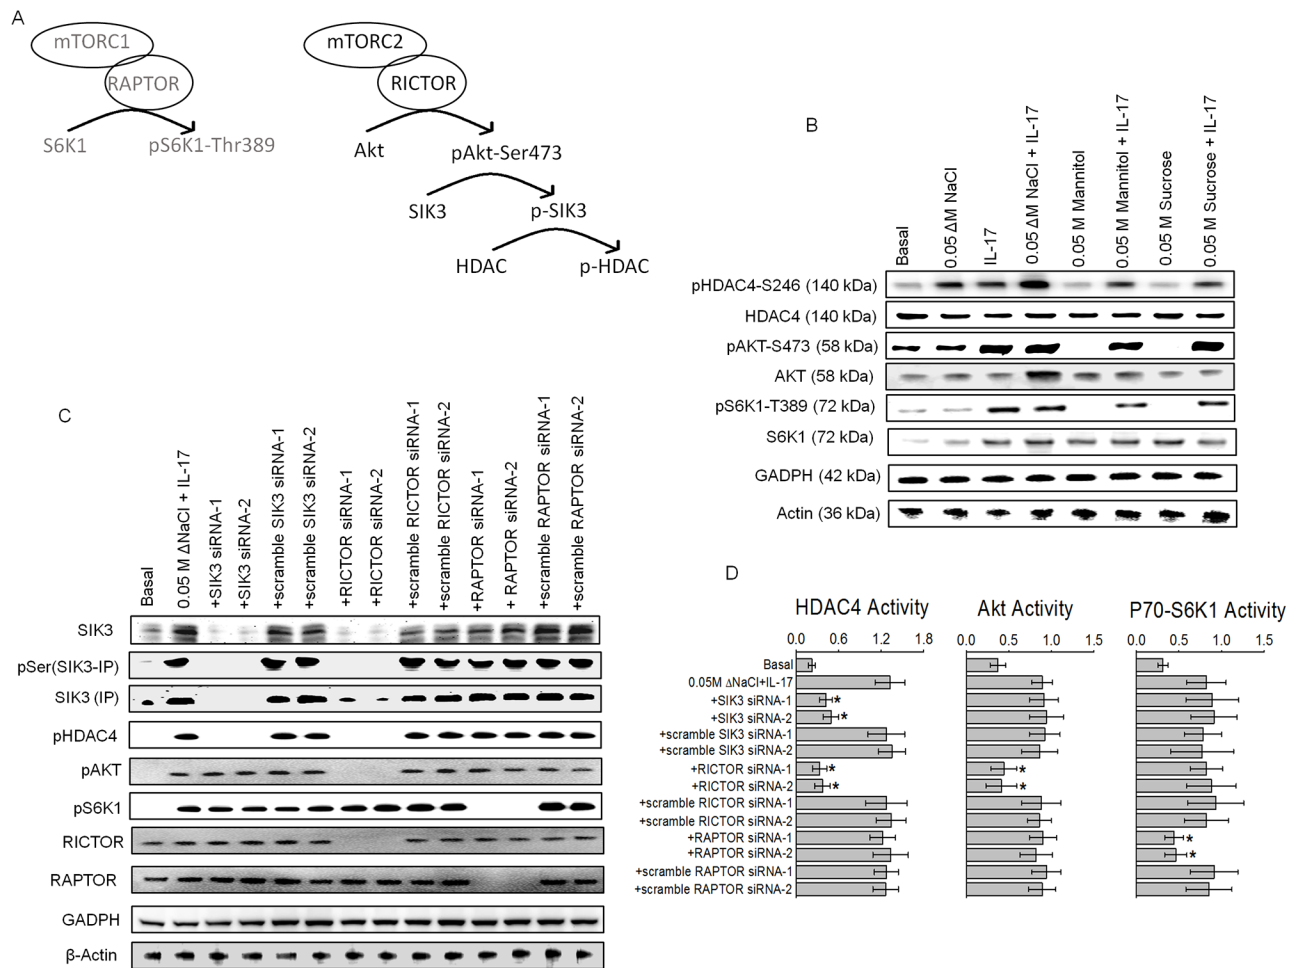 A
mTORC1
RAPTOR
S6K1
pS6K1-Thr389
mTORC2
RICTOR
Akt
pAkt-Ser473
SIK3
p-SIK3
HDAC
p-HDAC
B
Basal
0.05 ΔM NaCl
IL-17
0.05 ΔM NaCl + IL-17
0.05 M Mannitol
0.05 M Mannitol + IL-17
0.05 M Sucrose
0.05 M Sucrose + IL-17
pHDAC4-S246 (140 kDa)
HDAC4 (140 kDa)
pAKT-S473 (58 kDa)
AKT (58 kDa)
pS6K1-T389 (72 kDa)
S6K1 (72 kDa)
GADPH (42 kDa)
Actin (36 kDa)
C
Basal
0.05 M ΔNaCl + IL-17
+SIK3 siRNA-1
+SIK3 siRNA-2
+scramble SIK3 siRNA-1
+scramble SIK3 siRNA-2
+RICTOR siRNA-1
+RICTOR siRNA-2
+scramble RICTOR siRNA-1
+scramble RICTOR siRNA-2
+RAPTOR siRNA-1
+ RAPTOR siRNA-2
+scramble RAPTOR siRNA-1
+scramble RAPTOR siRNA-2
SIK3
pSer(SIK3-IP)
SIK3 (IP)
pHDAC4
pAKT
pS6K1
RICTOR
RAPTOR
GADPH
β-Actin
D
HDAC4 Activity
0.0 0.6 1.2 1.8
Akt Activity
0.0 0.5 1.0 1.5
P70-S6K1 Activity
0.0 0.5 1.0 1.5
Basal
0.05M ΔNaCl+IL-17
+SIK3 siRNA-1
*
+SIK3 siRNA-2
*
+scramble SIK3 siRNA-1
+scramble SIK3 siRNA-2
+RICTOR siRNA-1
* *
+RICTOR siRNA-2
* *
+scramble RICTOR siRNA-1
+scramble RICTOR siRNA-2
+RAPTOR siRNA-1
*
+RAPTOR siRNA-2
*
+scramble RAPTOR siRNA-1
+scramble RAPTOR siRNA-2